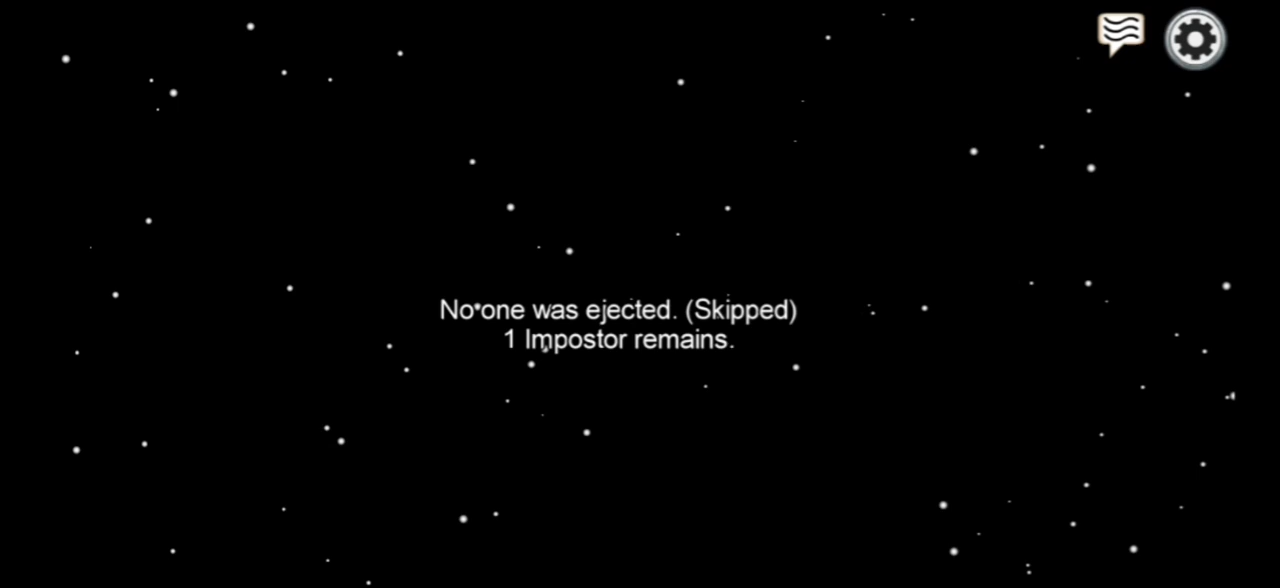 No one was ejected. (Skipped)
1 Impostor remains.